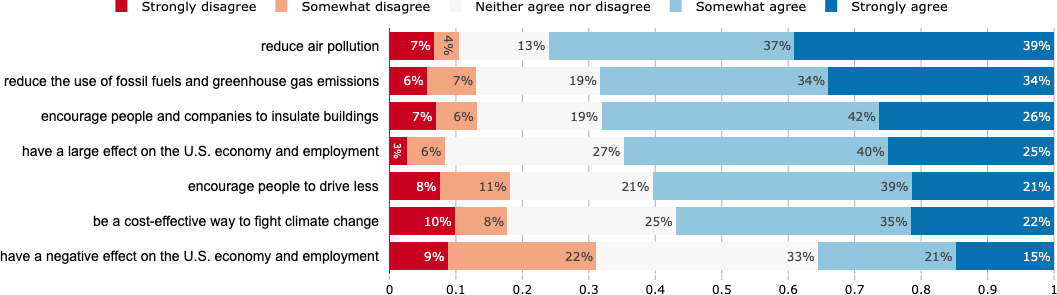 Strongly disagree Somewhat disagree Neither agree nor disagree Somewhat agree Strongly agree
reduce air pollution 7% 4% 13% 37% 39%
reduce the use of fossil fuels and greenhouse gas emissions 6% 7% 19% 34% 34%
encourage people and companies to insulate buildings 7% 6% 19% 42% 26%
have a large effect on the U.S. economy and employment 3% 6% 27% 40% 25%
encourage people to drive less 8% 11% 21% 39% 21%
be a cost-effective way to fight climate change 10% 8% 25% 35% 22%
have a negative effect on the U.S. economy and employment 9% 22% 33% 21% 15%
0 0.1 0.2 0.3 0.4 0.5 0.6 0.7 0.8 0.9 1